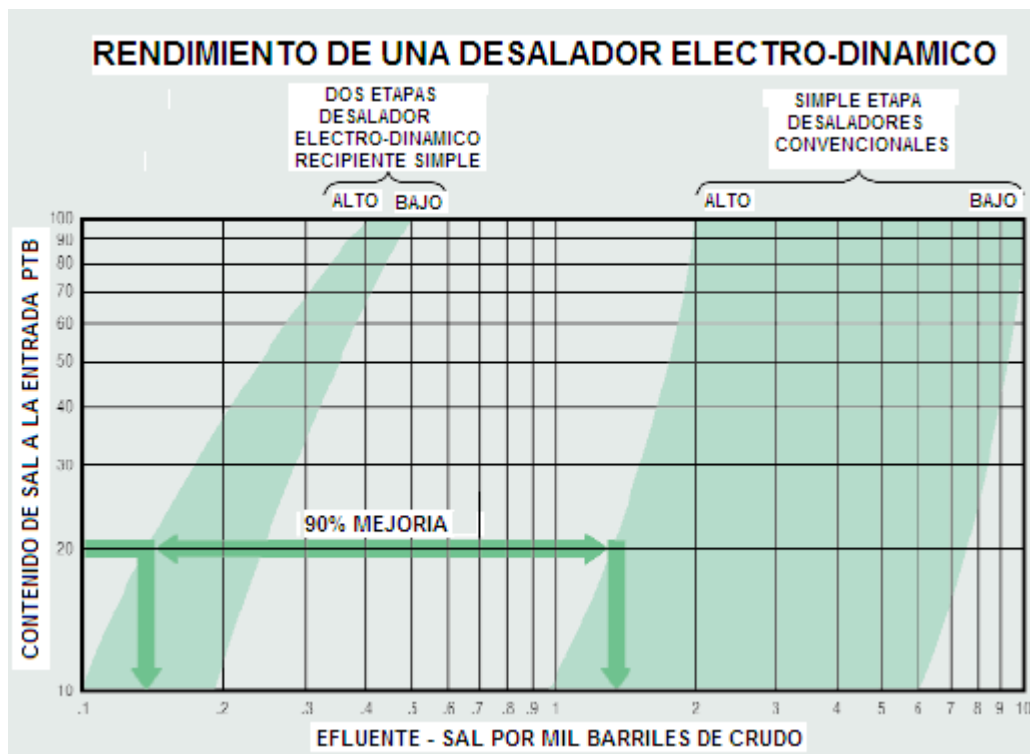 RENDIMIENTO DE UNA DESALADOR ELECTRO-DINAMICO
DOS ETAPAS
DESALADOR
ELECTRO-DINAMICO
RECIPIENTE SIMPLE
SIMPLE ETAPA
DESALADORES
CONVENCIONALES
ALTO BAJO
ALTO BAJO
CONTENIDO DE SAL A LA ENTRADA PTB
100
90
80
70
60
50
40
30
20
10
90% MEJORIA
.1 .2 .3 .4 .5 .6 .7 .8 .9 1 2 3 4 5 6 7 8 9 10
EFLUENTE - SAL POR MIL BARRILES DE CRUDO